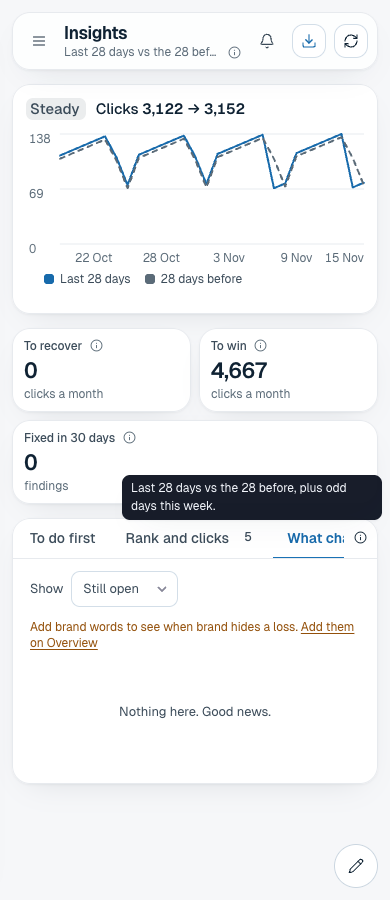 Insights
Last 28 days vs the 28 bef...
Steady Clicks 3,122 → 3,152
138
69
0
22 Oct 28 Oct 3 Nov 9 Nov 15 Nov
Last 28 days 28 days before
To recover
0
clicks a month
To win
4,667
clicks a month
Fixed in 30 days
0
findings
Last 28 days vs the 28 before, plus odd
days this week.
To do first Rank and clicks 5 What cha
Show Still open
Add brand words to see when brand hides a loss. Add them
on Overview
Nothing here. Good news.